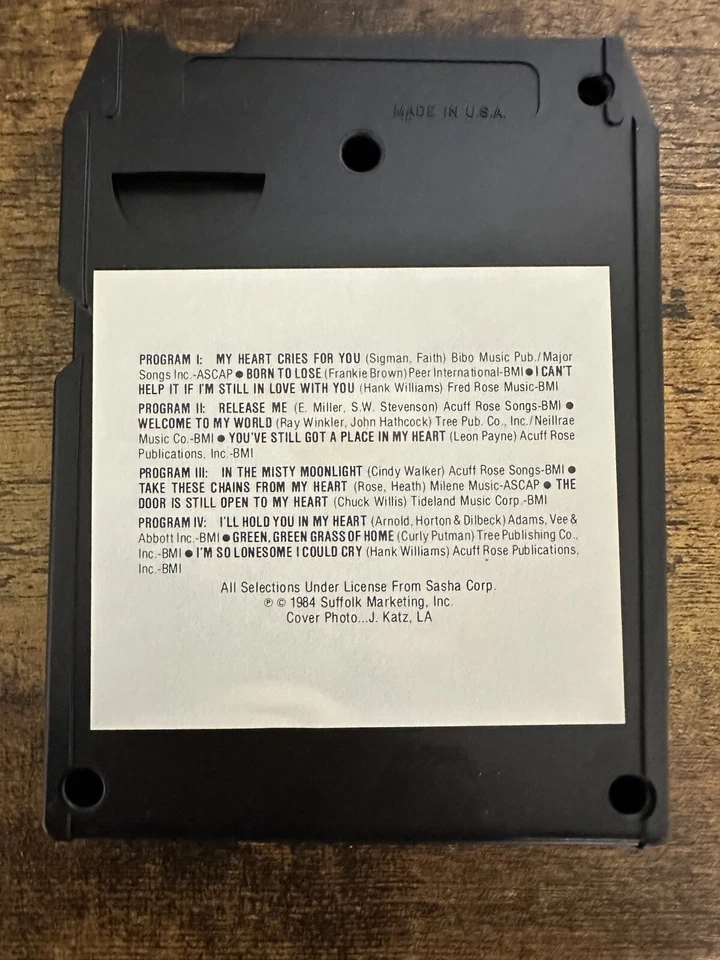 MADE IN U.S.A.
PROGRAM I: MY HEART CRIES FOR YOU (Sigman, Faith) Bibo Music Pub./Major
Songs Inc.-ASCAP ● BORN TO LOSE (Frankie Brown) Peer International-BMI ● I CAN'T
HELP IT IF I'M STILL IN LOVE WITH YOU (Hank Williams) Fred Rose Music-BMI
PROGRAM II: RELEASE ME (E. Miller, S.W. Stevenson) Acuff Rose Songs-BMI ●
WELCOME TO MY WORLD (Ray Winkler, John Hathcock) Tree Pub. Co., Inc./Neillrae
Music Co.-BMI ● YOU'VE STILL GOT A PLACE IN MY HEART (Leon Payne) Acuff Rose
Publications, Inc.-BMI
PROGRAM III: IN THE MISTY MOONLIGHT (Cindy Walker) Acuff Rose Songs-BMI ●
TAKE THESE CHAINS FROM MY HEART (Rose, Heath) Milene Music-ASCAP ● THE
DOOR IS STILL OPEN TO MY HEART (Chuck Willis) Tideland Music Corp.-BMI
PROGRAM IV: I'LL HOLD YOU IN MY HEART (Arnold, Horton & Dilbeck) Adams, Vee &
Abbott Inc.-BMI ● GREEN, GREEN GRASS OF HOME (Curly Putman) Tree Publishing Co.,
Inc.-BMI ● I'M SO LONESOME I COULD CRY (Hank Williams) Acuff Rose Publications,
Inc.-BMI
All Selections Under License From Sasha Corp.
℗ © 1984 Suffolk Marketing, Inc.
Cover Photo...J. Katz, LA